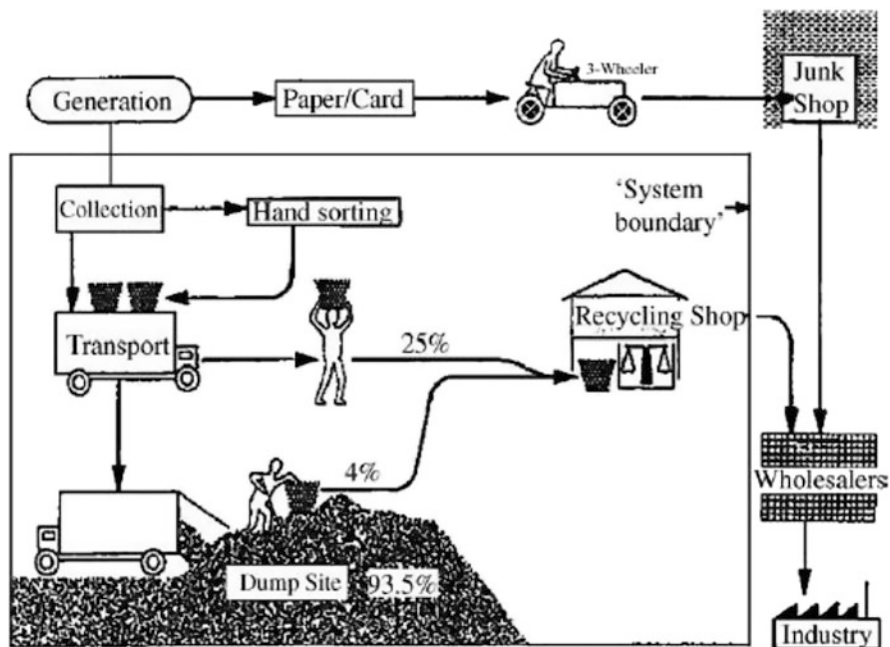 3-Wheeler
Junk
Shop
Generation
Paper/Card
'System
boundary'
Collection
Hand sorting
Recycling Shop
Transport
25%
4%
Wholesalers
Dump Site
93.5%
Industry